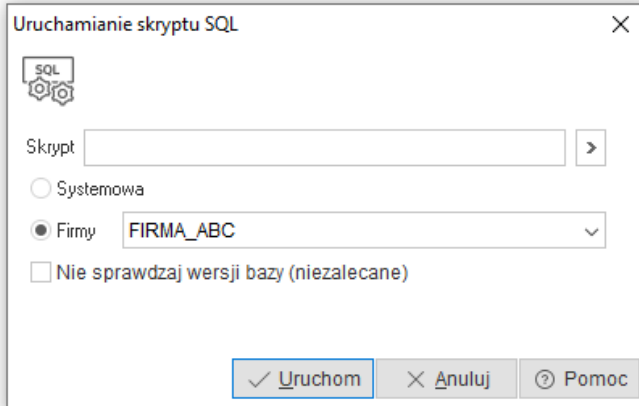 Uruchamianie skryptu SQL
SQL
Skrypt
Systemowa
Firmy FIRMA_ABC
Nie sprawdzaj wersji bazy (niezalecane)
Uruchom Anuluj Pomoc